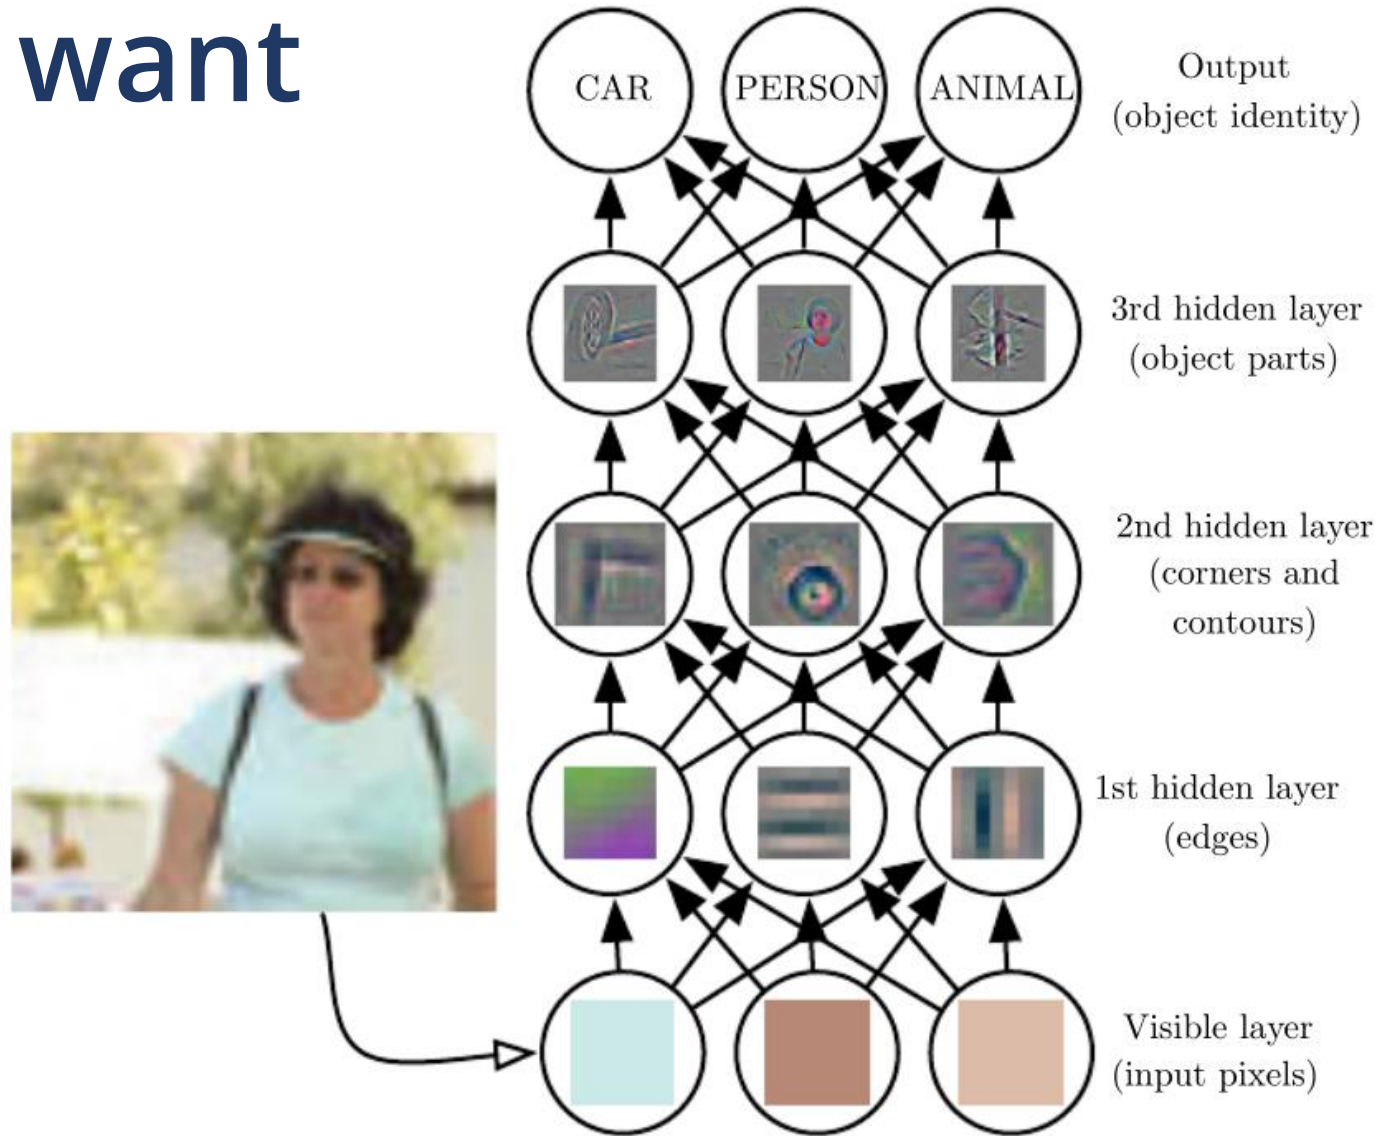 want
CAR PERSON ANIMAL
Output
(object identity)
3rd hidden layer
(object parts)
2nd hidden layer
(corners and
contours)
1st hidden layer
(edges)
Visible layer
(input pixels)